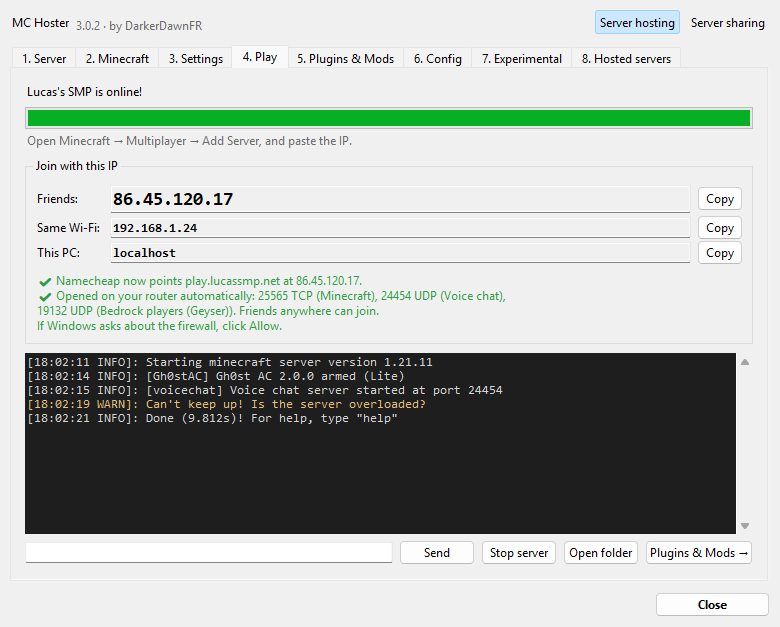 MC Hoster 3.0.2 · by DarkerDawnFR
Server hosting
Server sharing
1. Server
2. Minecraft
3. Settings
4. Play
5. Plugins & Mods
6. Config
7. Experimental
8. Hosted servers
Lucas's SMP is online!
Open Minecraft → Multiplayer → Add Server, and paste the IP.
Join with this IP
Friends: 86.45.120.17 Copy
Same Wi-Fi: 192.168.1.24 Copy
This PC: localhost Copy
✔ Namecheap now points play.lucassmp.net at 86.45.120.17.
✔ Opened on your router automatically: 25565 TCP (Minecraft), 24454 UDP (Voice chat),
19132 UDP (Bedrock players (Geyser)). Friends anywhere can join.
If Windows asks about the firewall, click Allow.
[18:02:11 INFO]: Starting minecraft server version 1.21.11
[18:02:14 INFO]: [Gh0stAC] Gh0st AC 2.0.0 armed (Lite)
[18:02:15 INFO]: [voicechat] Voice chat server started at port 24454
[18:02:19 WARN]: Can't keep up! Is the server overloaded?
[18:02:21 INFO]: Done (9.812s)! For help, type "help"
Send
Stop server
Open folder
Plugins & Mods →
Close